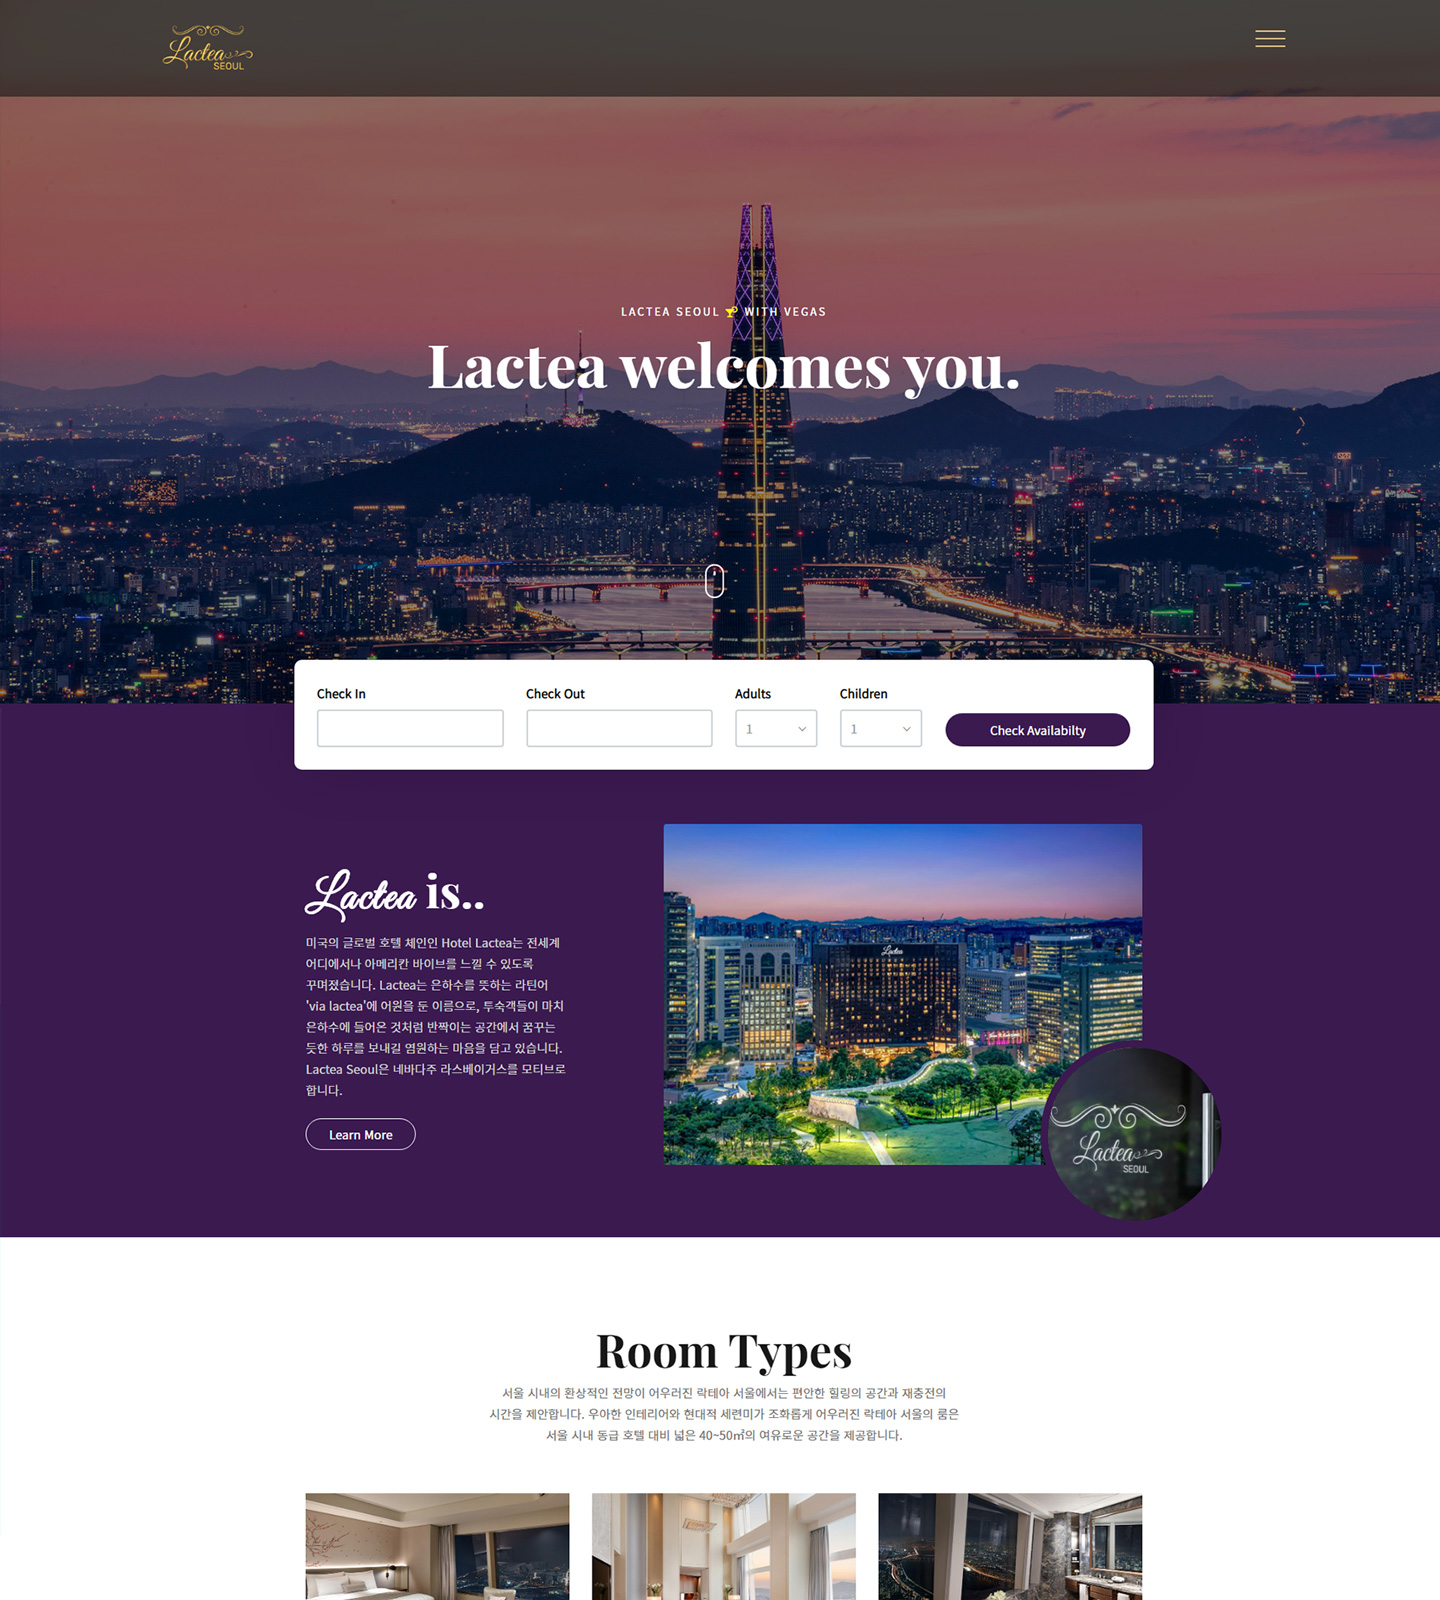 Lactea
SEOUL
LACTEA SEOUL WITH VEGAS
Lactea welcomes you.
Check In
Check Out
Adults
Children
1
1
Check Availabilty
Lactea is..
미국의 글로벌 호텔 체인인 Hotel Lactea는 전세계
어디에서나 아메리칸 바이브를 느낄 수 있도록
꾸며졌습니다. Lactea는 은하수를 뜻하는 라틴어
'via lactea'에 어원을 둔 이름으로, 투숙객들이 마치
은하수에 들어온 것처럼 반짝이는 공간에서 꿈꾸는
듯한 하루를 보내길 염원하는 마음을 담고 있습니다.
Lactea Seoul은 네바다주 라스베이거스를 모티브로
합니다.
Learn More
Lactea
Lactea
SEOUL
Room Types
서울 시내의 환상적인 전망이 어우러진 락테아 서울에서는 편안한 힐링의 공간과 재충전의
시간을 제안합니다. 우아한 인테리어와 현대적 세련미가 조화롭게 어우러진 락테아 서울의 룸은
서울 시내 동급 호텔 대비 넓은 40~50㎡의 여유로운 공간을 제공합니다.